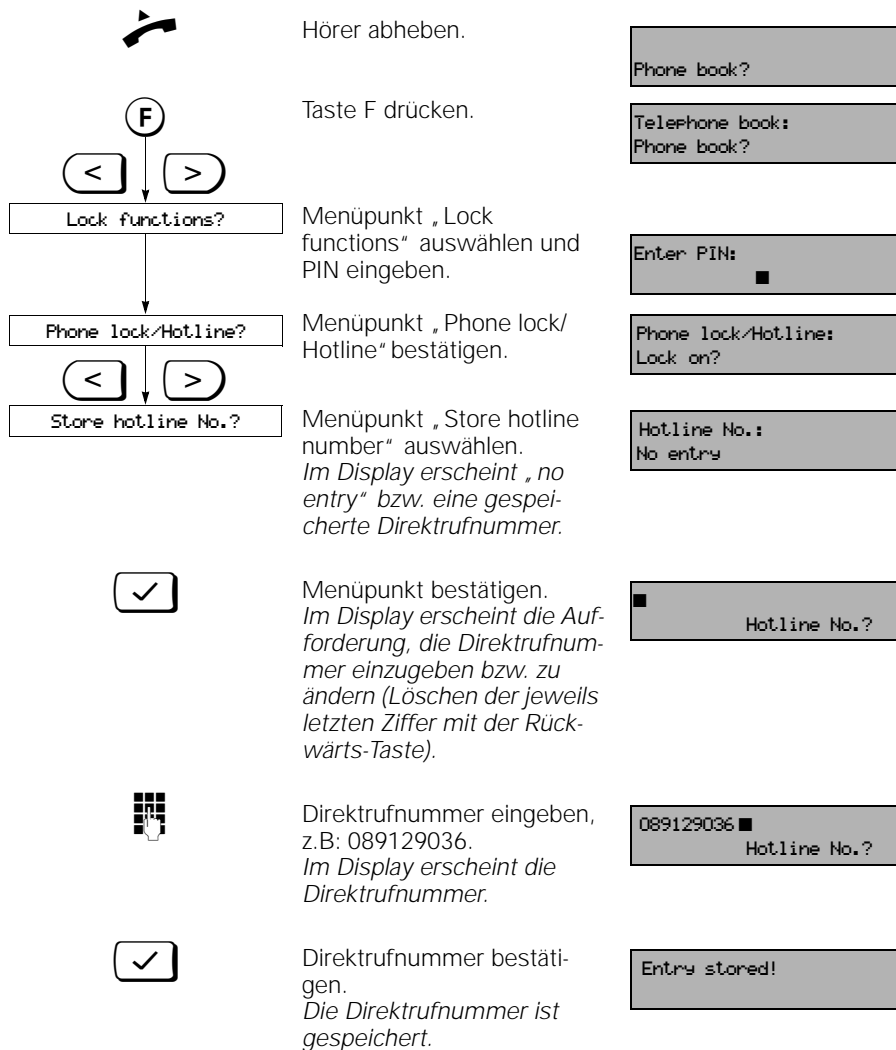 Hörer abheben.
Phone book?
F
Taste F drücken.
Telephone book:
Phone book?
< >
Lock functions?
Menüpunkt „Lock
functions“ auswählen und
PIN eingeben.
Enter PIN:
Phone lock/Hotline?
Menüpunkt „Phone lock/
Hotline“ bestätigen.
Phone lock/Hotline:
Lock on?
< >
Store hotline No.?
Menüpunkt „Store hotline
number“ auswählen.
Im Display erscheint „no
entry“ bzw. eine gespei-
cherte Direktrufnummer.
Hotline No.:
No entry
Menüpunkt bestätigen.
Im Display erscheint die Auf-
forderung, die Direktrufnum-
mer einzugeben bzw. zu
ändern (Löschen der jeweils
letzten Ziffer mit der Rück-
wärts-Taste).
Hotline No.?
Direktrufnummer eingeben,
z.B: 089129036.
Im Display erscheint die
Direktrufnummer.
089129036
Hotline No.?
Direktrufnummer bestäti-
gen.
Die Direktrufnummer ist
gespeichert.
Entry stored!